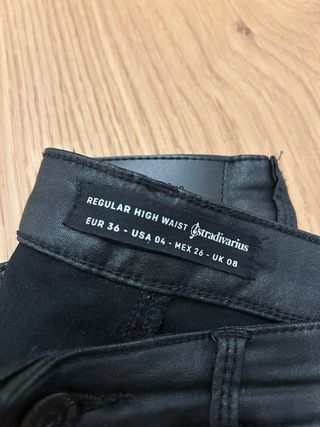 REGULAR HIGH WAIST stradivarius
EUR 36 - USA 04 - MEX 26 - UK 08